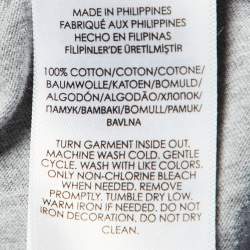 MADE IN PHILIPPINES
FABRIQUÉ AUX PHILIPPINES
HECHO EN FILIPINAS
FİLİPİNLER'DE ÜRETİLMİŞTİR
100% COTTON/COTON/COTONE/
BAUMWOLLE/KATOEN/BOMULD/
ALGODÓN/ALGODÃO/ХЛОПОК
ПАМУК/BAMBAKI/BOMULL/PAMUK/
BAVLNA
TURN GARMENT INSIDE OUT.
MACHINE WASH COLD. GENTLE
CYCLE. WASH WITH LIKE COLORS.
ONLY NON-CHLORINE BLEACH
WHEN NEEDED. REMOVE
PROMPTLY. TUMBLE DRY LOW.
WARM IRON IF NEEDED. DO NOT
IRON DECORATION. DO NOT DRY
CLEAN.